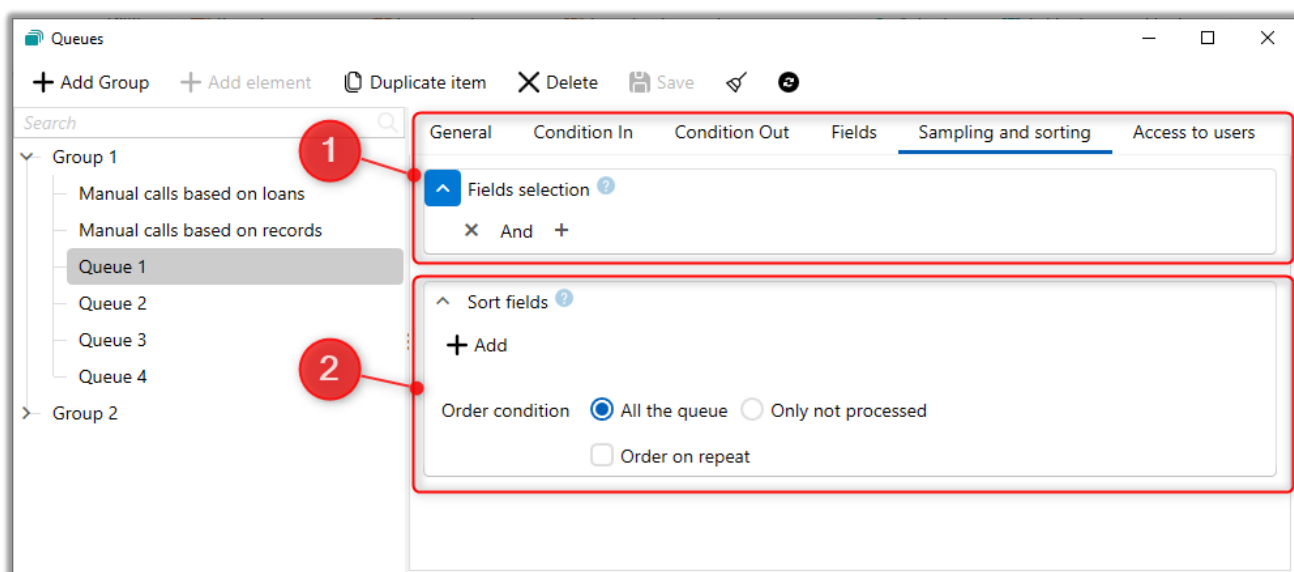 Queues
Add Group Add element Duplicate item Delete Save
Search
General Condition In Condition Out Fields Sampling and sorting Access to users
1
Group 1
Manual calls based on loans
Manual calls based on records
Queue 1
Queue 2
Queue 3
Queue 4
Group 2
Fields selection ?
And
2
Sort fields ?
Add
Order condition All the queue Only not processed
Order on repeat